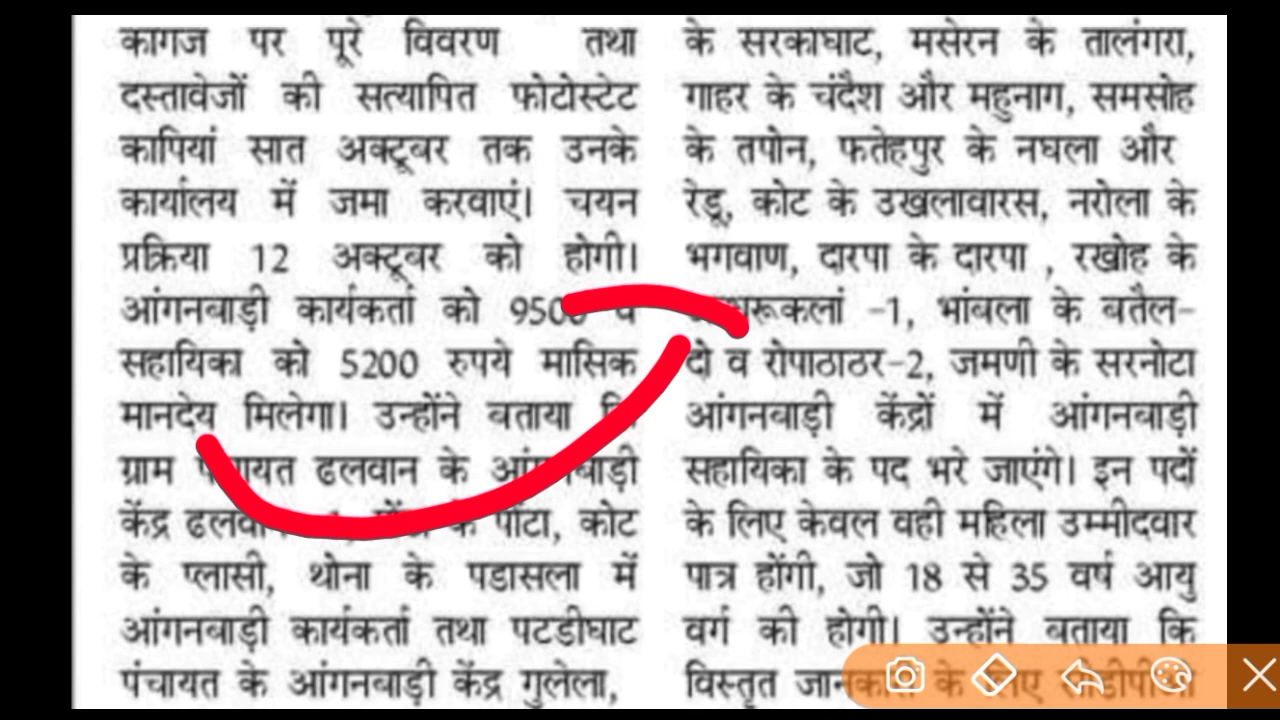 कागज पर पूरे विवरण तथा
दस्तावेजों की सत्यापित फोटोस्टेट
कापियां सात अक्टूबर तक उनके
कार्यालय में जमा करवाएं। चयन
प्रक्रिया 12 अक्टूबर को होगी।
आंगनबाड़ी कार्यकर्ता को 9500 व
सहायिका को 5200 रुपये मासिक
मानदेय मिलेगा। उन्होंने बताया
ग्राम पंचायत ढलवान के आंगनबाड़ी
केंद्र के पौंटा, कोट
के प्लासी, थोना के पडासला में
आंगनबाड़ी कार्यकर्ता तथा पटडीघाट
पंचायत के आंगनबाड़ी केंद्र गुलेला,
के सरकाघाट, मसेरन के तालंगरा,
गाहर के चंदैश और महुनाग, समसोह
के तपोन, फतेहपुर के नघला और
रेडू, कोट के उखलावारस, नरोला के
भगवाण, दारपा के दारपा , रखोह के
-1, भांबला के बतैल-
दो व रोपाठाठर-2, जमणी के सरनोटा
आंगनबाड़ी केंद्रों में आंगनबाड़ी
सहायिका के पद भरे जाएंगे। इन पदों
के लिए केवल वही महिला उम्मीदवार
पात्र होंगी, जो 18 से 35 वर्ष आयु
वर्ग की होगी। उन्होंने बताया कि
विस्तृत जानकारी के लिए